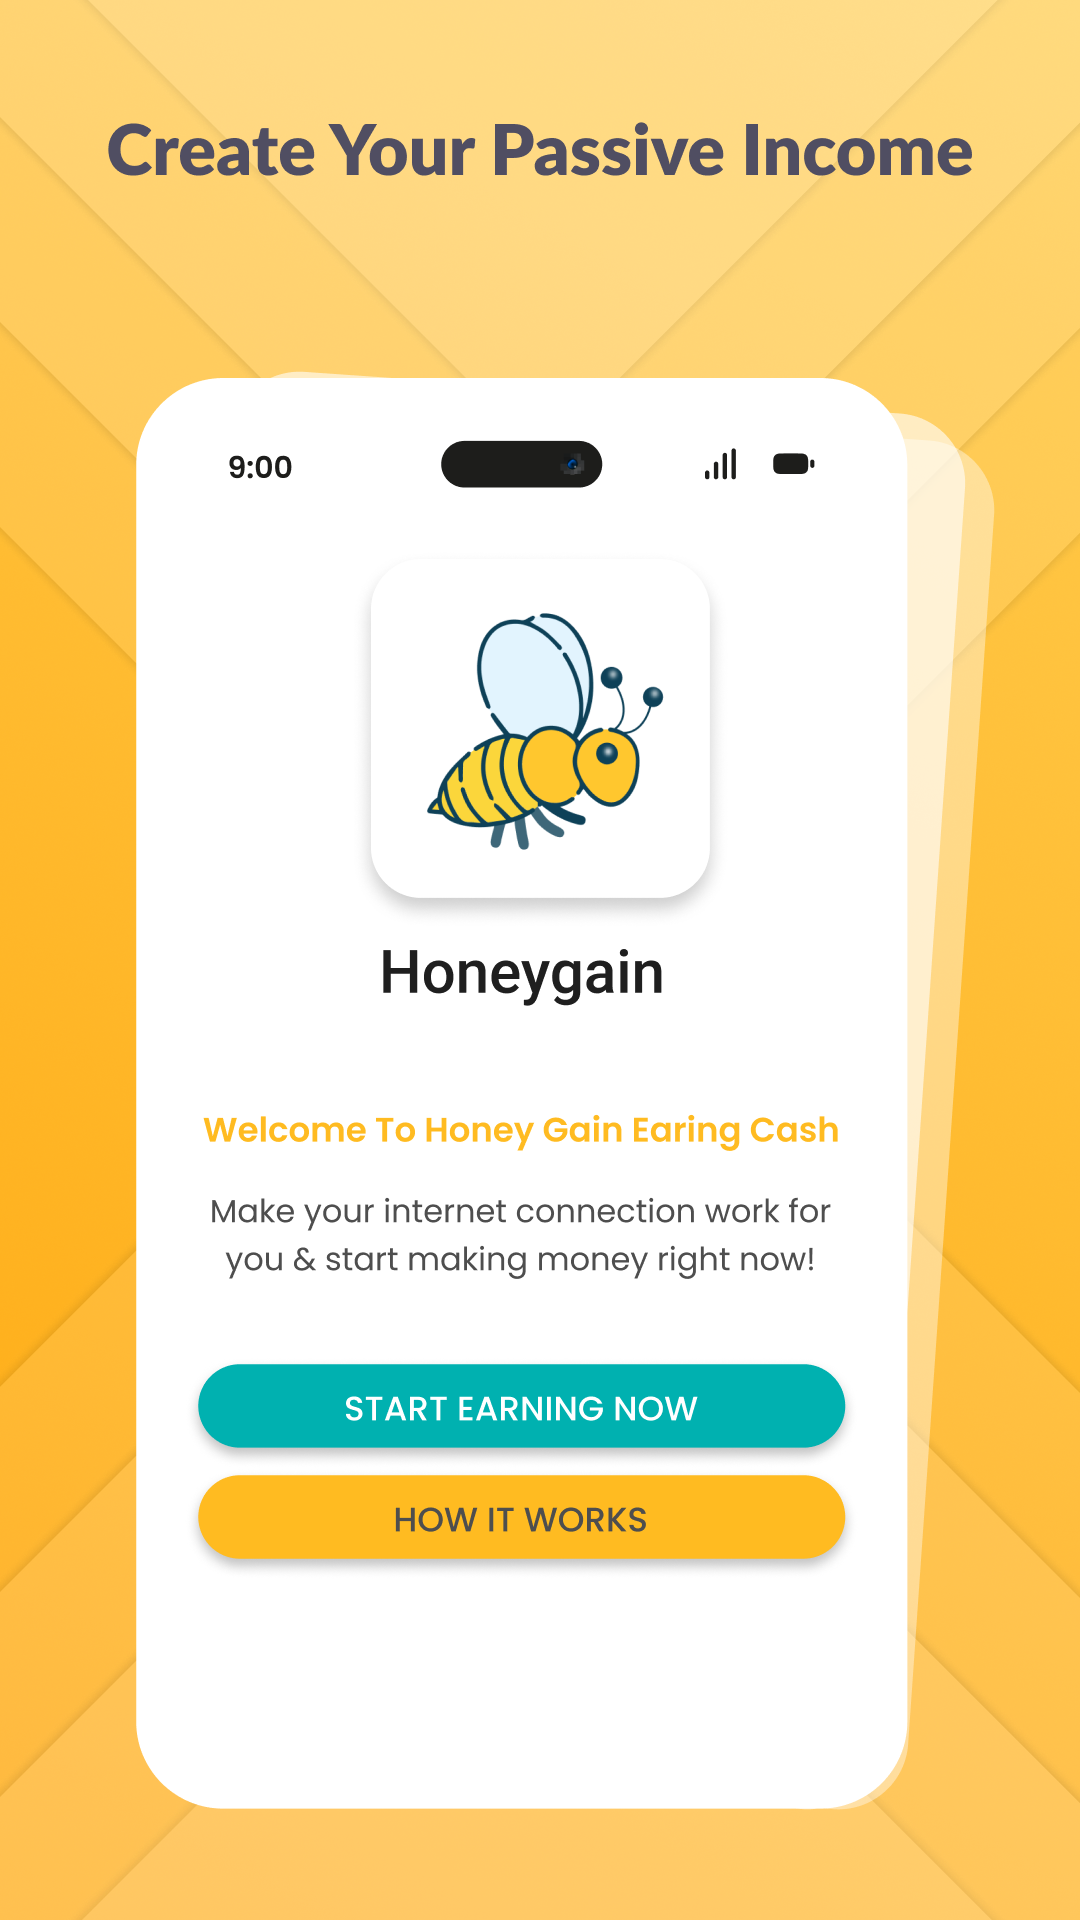 Create Your Passive Income
9:00
Honeygain
Welcome To Honey Gain Earing Cash
Make your internet connection work for
you & start making money right now!
START EARNING NOW
HOW IT WORKS